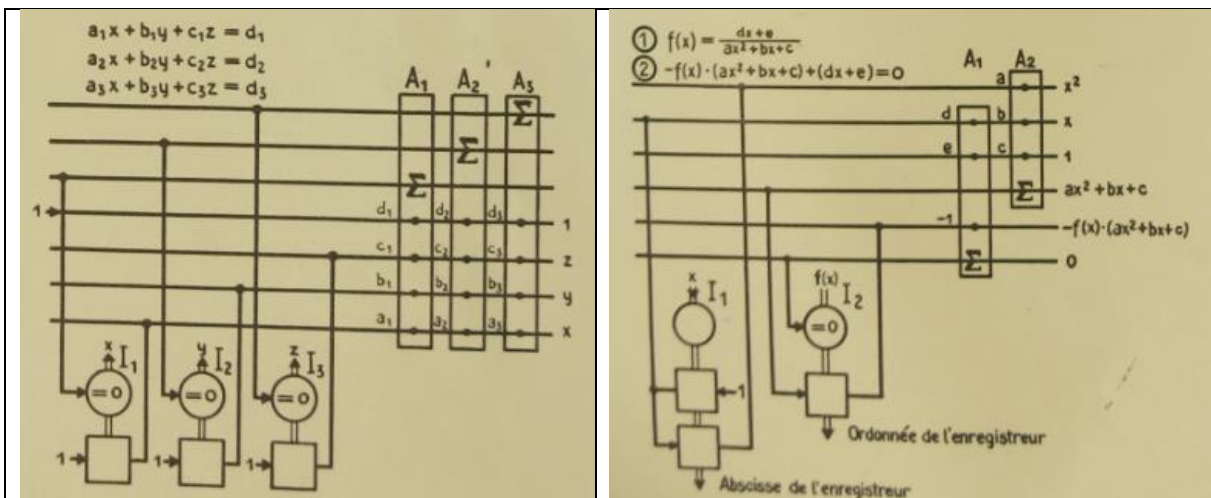 a₁x + b₁y + c₁z = d₁
a₂x + b₂y + c₂z = d₂
a₃x + b₃y + c₃z = d₃
A₁ A₂' A₃
Σ
Σ
Σ
1 d₁ d₂ d₃ 1
c₁ c₂ c₃ z
b₁ b₂ b₃ y
a₁ a₂ a₃ x
x I₁ y I₂ z I₃
=0 =0 =0
1 1 1
① f(x) = dx+e / ax²+bx+c
② -f(x)·(ax²+bx+c)+(dx+e)=0
A₁ A₂
a x²
d b x
e c 1
Σ ax²+bx+c
-1 -f(x)·(ax²+bx+c)
Σ 0
x I₁ f(x) I₂
=0
1
Ordonnée de l'enregistreur
Abscisse de l'enregistreur